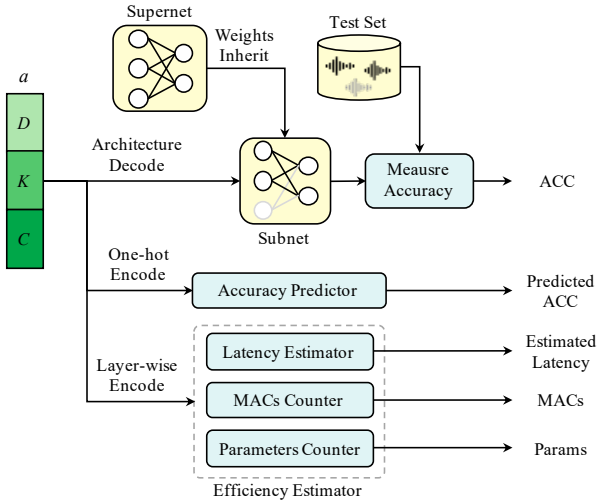 Supernet
Weights
Inherit
Test Set
a
D
K
C
Architecture
Decode
Subnet
Meausre
Accuracy
ACC
One-hot
Encode
Accuracy Predictor
Predicted
ACC
Layer-wise
Encode
Latency Estimator
Estimated
Latency
MACs Counter
MACs
Parameters Counter
Params
Efficiency Estimator